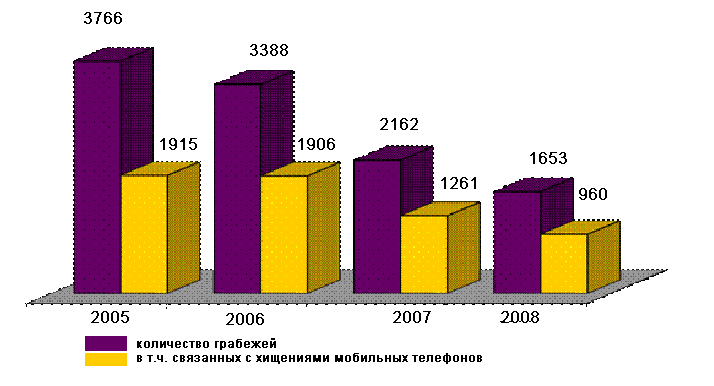 3766
3388
1915
1906
2162
1261
1653
960
2005 2006 2007 2008
количество грабежей
в т.ч. связанных с хищениями мобильных телефонов